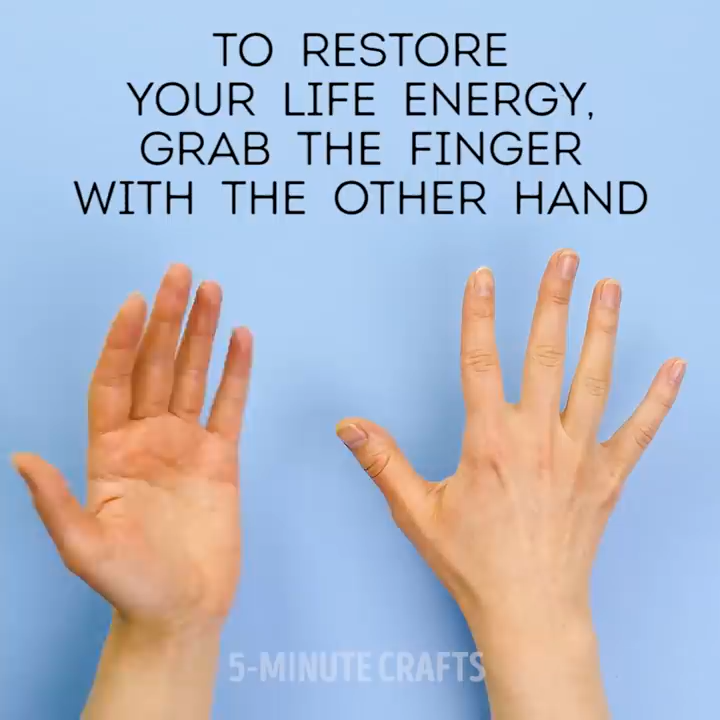 TO RESTORE
YOUR LIFE ENERGY,
GRAB THE FINGER
WITH THE OTHER HAND
5-MINUTE CRAFTS